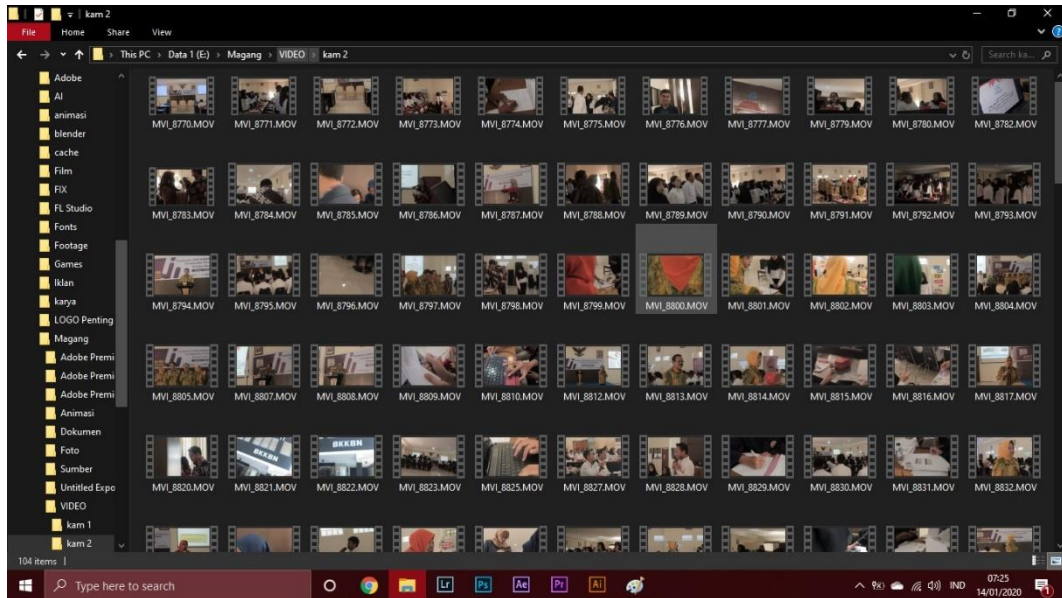 kam 2
File Home Share View
This PC > Data 1 (E:) > Magang > VIDEO > kam 2
Search ka...
Adobe
AI
animasi
blender
cache
Film
FIX
FL Studio
Fonts
Footage
Games
Iklan
karya
LOGO Penting
Magang
Adobe Premi
Adobe Premi
Adobe Premi
Animasi
Dokumen
Foto
Sumber
Untitled Expo
VIDEO
kam 1
kam 2
MVI_8770.MOV MVI_8771.MOV MVI_8772.MOV MVI_8773.MOV MVI_8774.MOV MVI_8775.MOV MVI_8776.MOV MVI_8777.MOV MVI_8779.MOV MVI_8780.MOV MVI_8782.MOV
MVI_8783.MOV MVI_8784.MOV MVI_8785.MOV MVI_8786.MOV MVI_8787.MOV MVI_8788.MOV MVI_8789.MOV MVI_8790.MOV MVI_8791.MOV MVI_8792.MOV MVI_8793.MOV
MVI_8794.MOV MVI_8795.MOV MVI_8796.MOV MVI_8797.MOV MVI_8798.MOV MVI_8799.MOV MVI_8800.MOV MVI_8801.MOV MVI_8802.MOV MVI_8803.MOV MVI_8804.MOV
MVI_8805.MOV MVI_8807.MOV MVI_8808.MOV MVI_8809.MOV MVI_8810.MOV MVI_8812.MOV MVI_8813.MOV MVI_8814.MOV MVI_8815.MOV MVI_8816.MOV MVI_8817.MOV
BKKBN BKKBN
MVI_8820.MOV MVI_8821.MOV MVI_8822.MOV MVI_8823.MOV MVI_8825.MOV MVI_8827.MOV MVI_8828.MOV MVI_8829.MOV MVI_8830.MOV MVI_8831.MOV MVI_8832.MOV
104 items
Type here to search
Lr Ps Ae Pr Ai
IND
07:25
14/01/2020
1